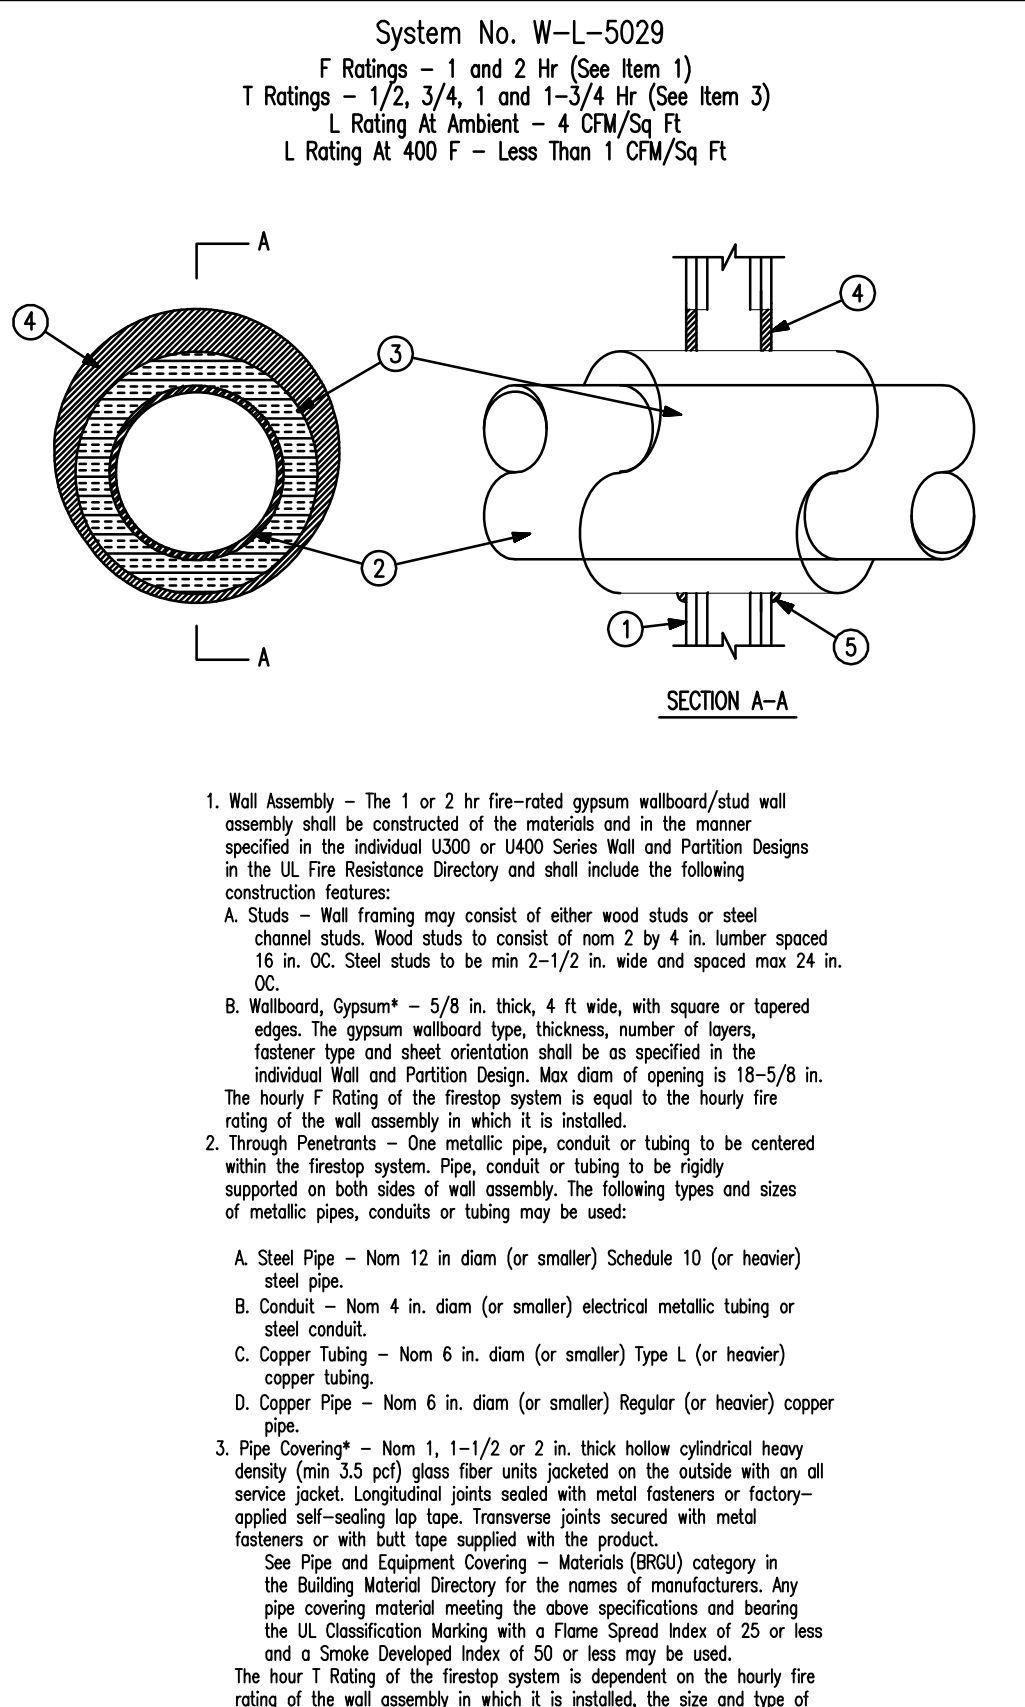 System No. W-L-5029
F Ratings - 1 and 2 Hr (See Item 1)
T Ratings - 1/2, 3/4, 1 and 1-3/4 Hr (See Item 3)
L Rating At Ambient - 4 CFM/Sq Ft
L Rating At 400 F - Less Than 1 CFM/Sq Ft
A
4
3
4
2
1
5
A
SECTION A-A
1. Wall Assembly - The 1 or 2 hr fire-rated gypsum wallboard/stud wall
assembly shall be constructed of the materials and in the manner
specified in the individual U300 or U400 Series Wall and Partition Designs
in the UL Fire Resistance Directory and shall include the following
construction features:
A. Studs - Wall framing may consist of either wood studs or steel
channel studs. Wood studs to consist of nom 2 by 4 in. lumber spaced
16 in. OC. Steel studs to be min 2-1/2 in. wide and spaced max 24 in.
OC.
B. Wallboard, Gypsum* - 5/8 in. thick, 4 ft wide, with square or tapered
edges. The gypsum wallboard type, thickness, number of layers,
fastener type and sheet orientation shall be as specified in the
individual Wall and Partition Design. Max diam of opening is 18-5/8 in.
The hourly F Rating of the firestop system is equal to the hourly fire
rating of the wall assembly in which it is installed.
2. Through Penetrants - One metallic pipe, conduit or tubing to be centered
within the firestop system. Pipe, conduit or tubing to be rigidly
supported on both sides of wall assembly. The following types and sizes
of metallic pipes, conduits or tubing may be used:
A. Steel Pipe - Nom 12 in diam (or smaller) Schedule 10 (or heavier)
steel pipe.
B. Conduit - Nom 4 in. diam (or smaller) electrical metallic tubing or
steel conduit.
C. Copper Tubing - Nom 6 in. diam (or smaller) Type L (or heavier)
copper tubing.
D. Copper Pipe - Nom 6 in. diam (or smaller) Regular (or heavier) copper
pipe.
3. Pipe Covering* - Nom 1, 1-1/2 or 2 in. thick hollow cylindrical heavy
density (min 3.5 pcf) glass fiber units jacketed on the outside with an all
service jacket. Longitudinal joints sealed with metal fasteners or factory-
applied self-sealing lap tape. Transverse joints secured with metal
fasteners or with butt tape supplied with the product.
See Pipe and Equipment Covering - Materials (BRGU) category in
the Building Material Directory for the names of manufacturers. Any
pipe covering material meeting the above specifications and bearing
the UL Classification Marking with a Flame Spread Index of 25 or less
and a Smoke Developed Index of 50 or less may be used.
The hour T Rating of the firestop system is dependent on the hourly fire
rating of the wall assembly in which it is installed, the size and type of